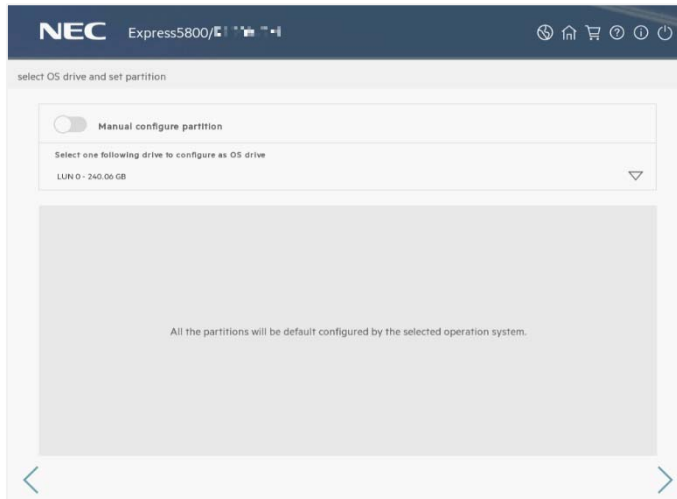 NEC
Express5800/
select OS drive and set partition
Manual configure partition
Select one following drive to configure as OS drive
LUN 0 - 240.06 GB
All the partitions will be default configured by the selected operation system.